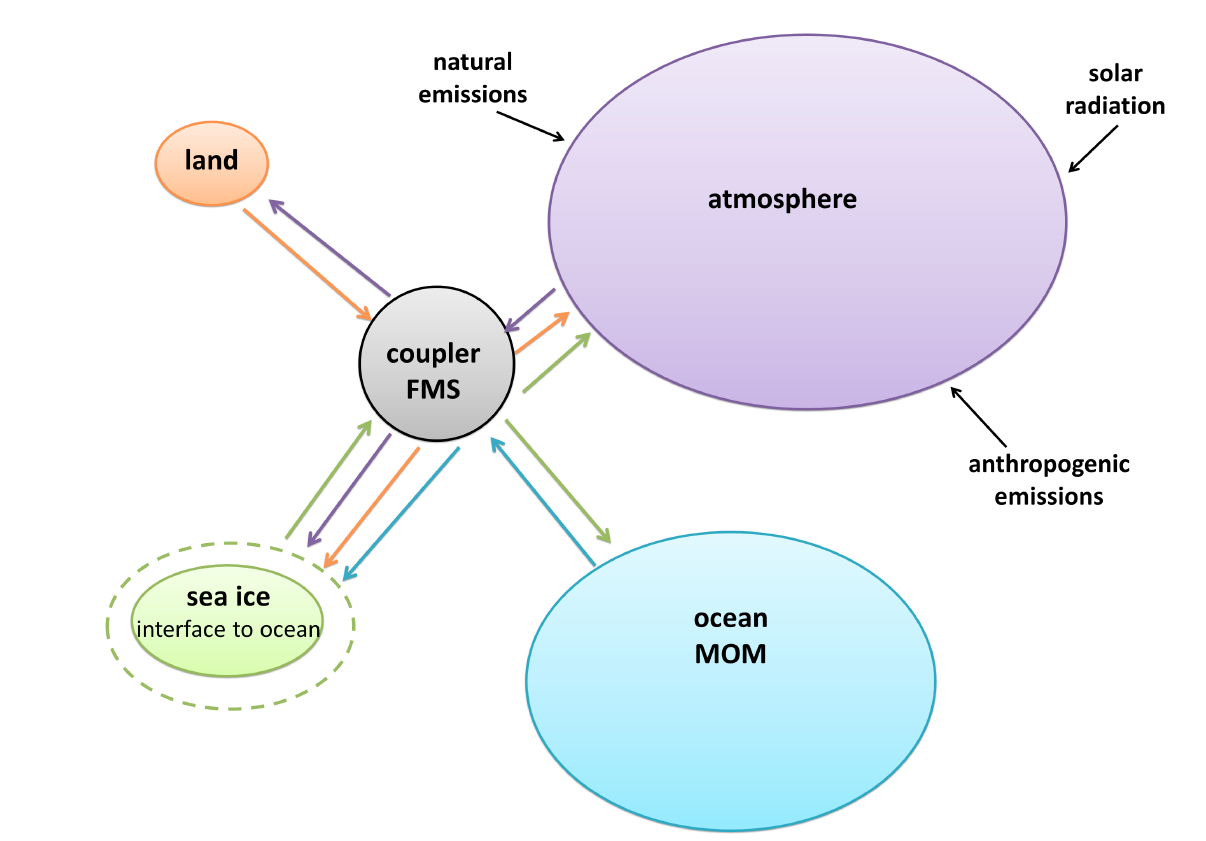 natural
emissions
solar
radiation
land
atmosphere
coupler
FMS
anthropogenic
emissions
sea ice
interface to ocean
ocean
MOM